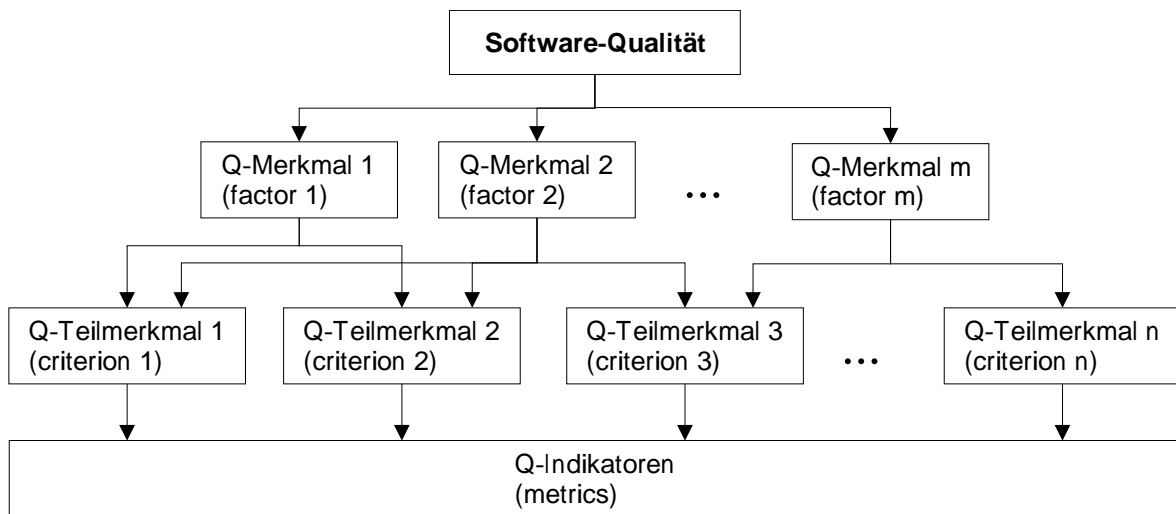 Software-Qualität
Q-Merkmal 1
(factor 1)
Q-Merkmal 2
(factor 2)
...
Q-Merkmal m
(factor m)
Q-Teilmerkmal 1
(criterion 1)
Q-Teilmerkmal 2
(criterion 2)
Q-Teilmerkmal 3
(criterion 3)
...
Q-Teilmerkmal n
(criterion n)
Q-Indikatoren
(metrics)